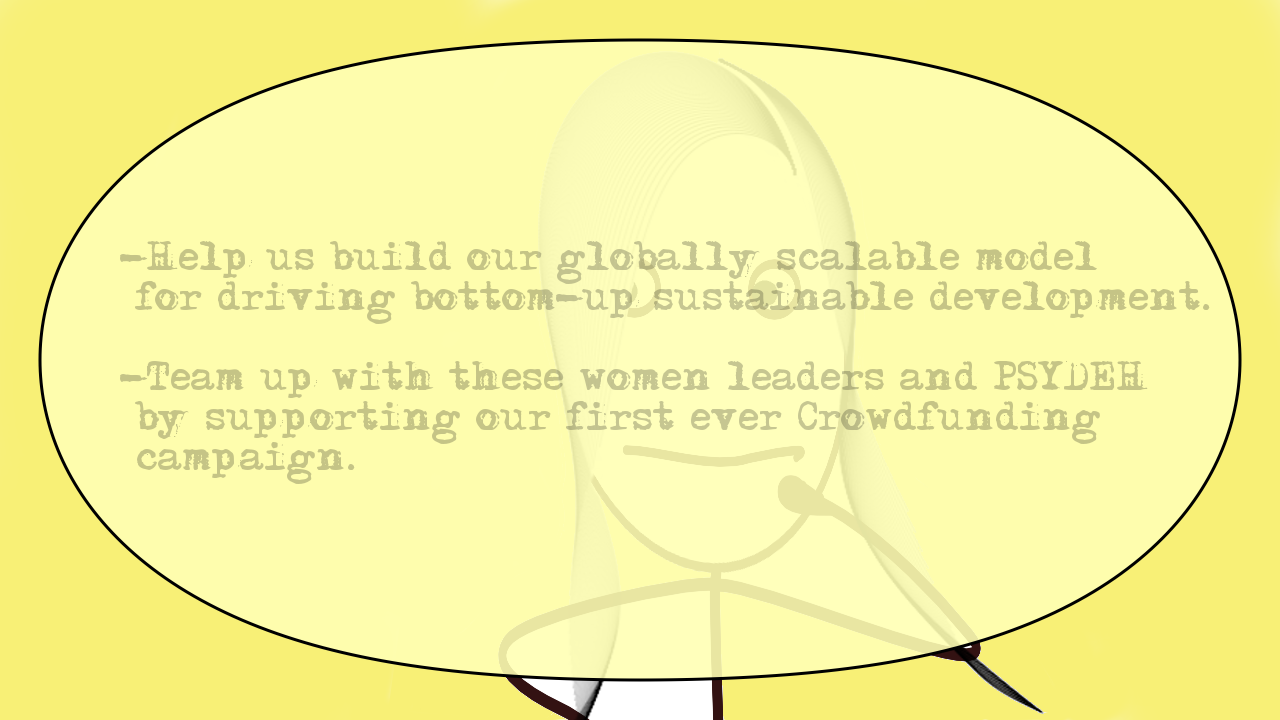 -Help us build our globally scalable model
for driving bottom-up sustainable development.
-Team up with these women leaders and PSYDEH
by supporting our first ever Crowdfunding
campaign.